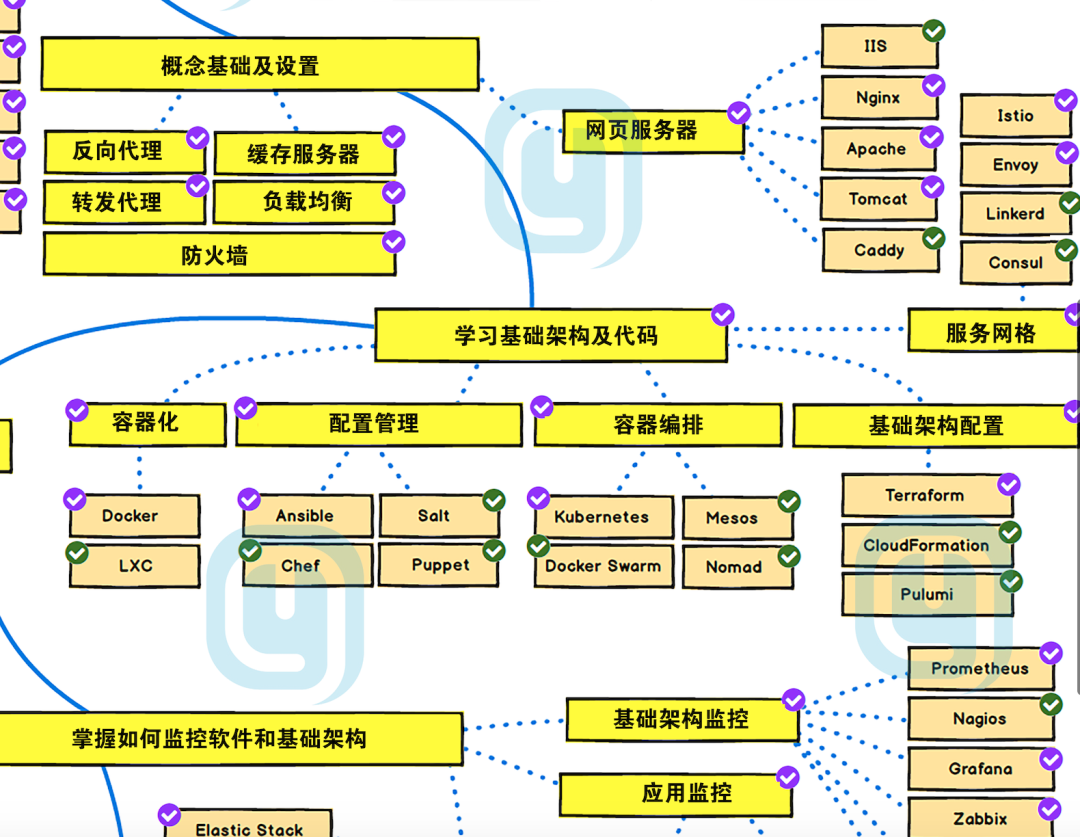 概念基础及设置
反向代理
缓存服务器
转发代理
负载均衡
防火墙
网页服务器
IIS
Nginx
Apache
Tomcat
Caddy
Istio
Envoy
Linkerd
Consul
学习基础架构及代码
服务网格
容器化
配置管理
容器编排
基础架构配置
Docker
LXC
Ansible
Salt
Chef
Puppet
Kubernetes
Mesos
Docker Swarm
Nomad
Terraform
CloudFormation
Pulumi
掌握如何监控软件和基础架构
基础架构监控
应用监控
Prometheus
Nagios
Grafana
Zabbix
Elastic Stack